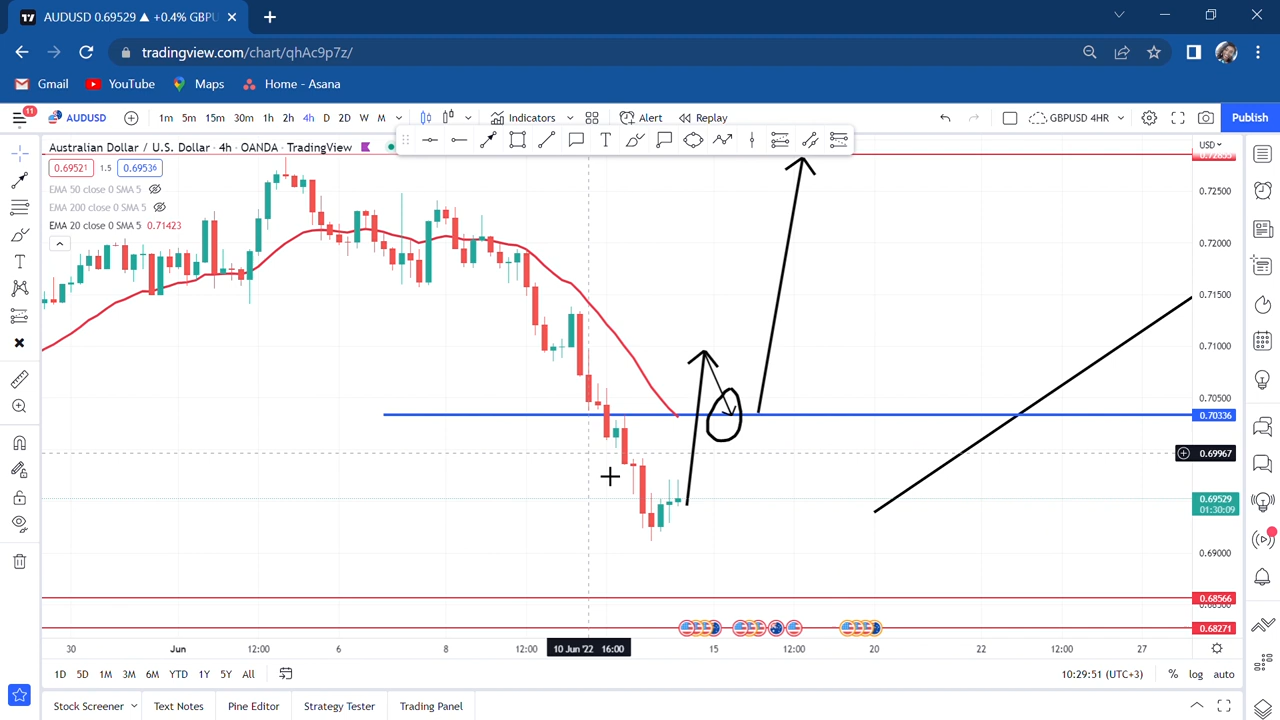 AUDUSD 0.69529 ▲ +0.4% GBPU
tradingview.com/chart/qhAc9p7z/
Gmail YouTube Maps Home - Asana
11 AUDUSD 1m 5m 15m 30m 1h 2h 4h D 2D W M Indicators Alert Replay GBPUSD 4HR Publish
Australian Dollar / U.S. Dollar · 4h · OANDA · TradingView USD
0.69521 1.5 0.69536
EMA 50 close 0 SMA 5
EMA 200 close 0 SMA 5
EMA 20 close 0 SMA 5 0.71423
0.72500
0.72000
0.71500
0.71000
0.70500
0.70336
0.69967
0.69529
01:30:09
0.69000
0.68566
0.68271
30 Jun 12:00 6 8 12:00 10 Jun '22 16:00 15 12:00 20 22 12:00 27
1D 5D 1M 3M 6M YTD 1Y 5Y All 10:29:51 (UTC+3) % log auto
Stock Screener Text Notes Pine Editor Strategy Tester Trading Panel